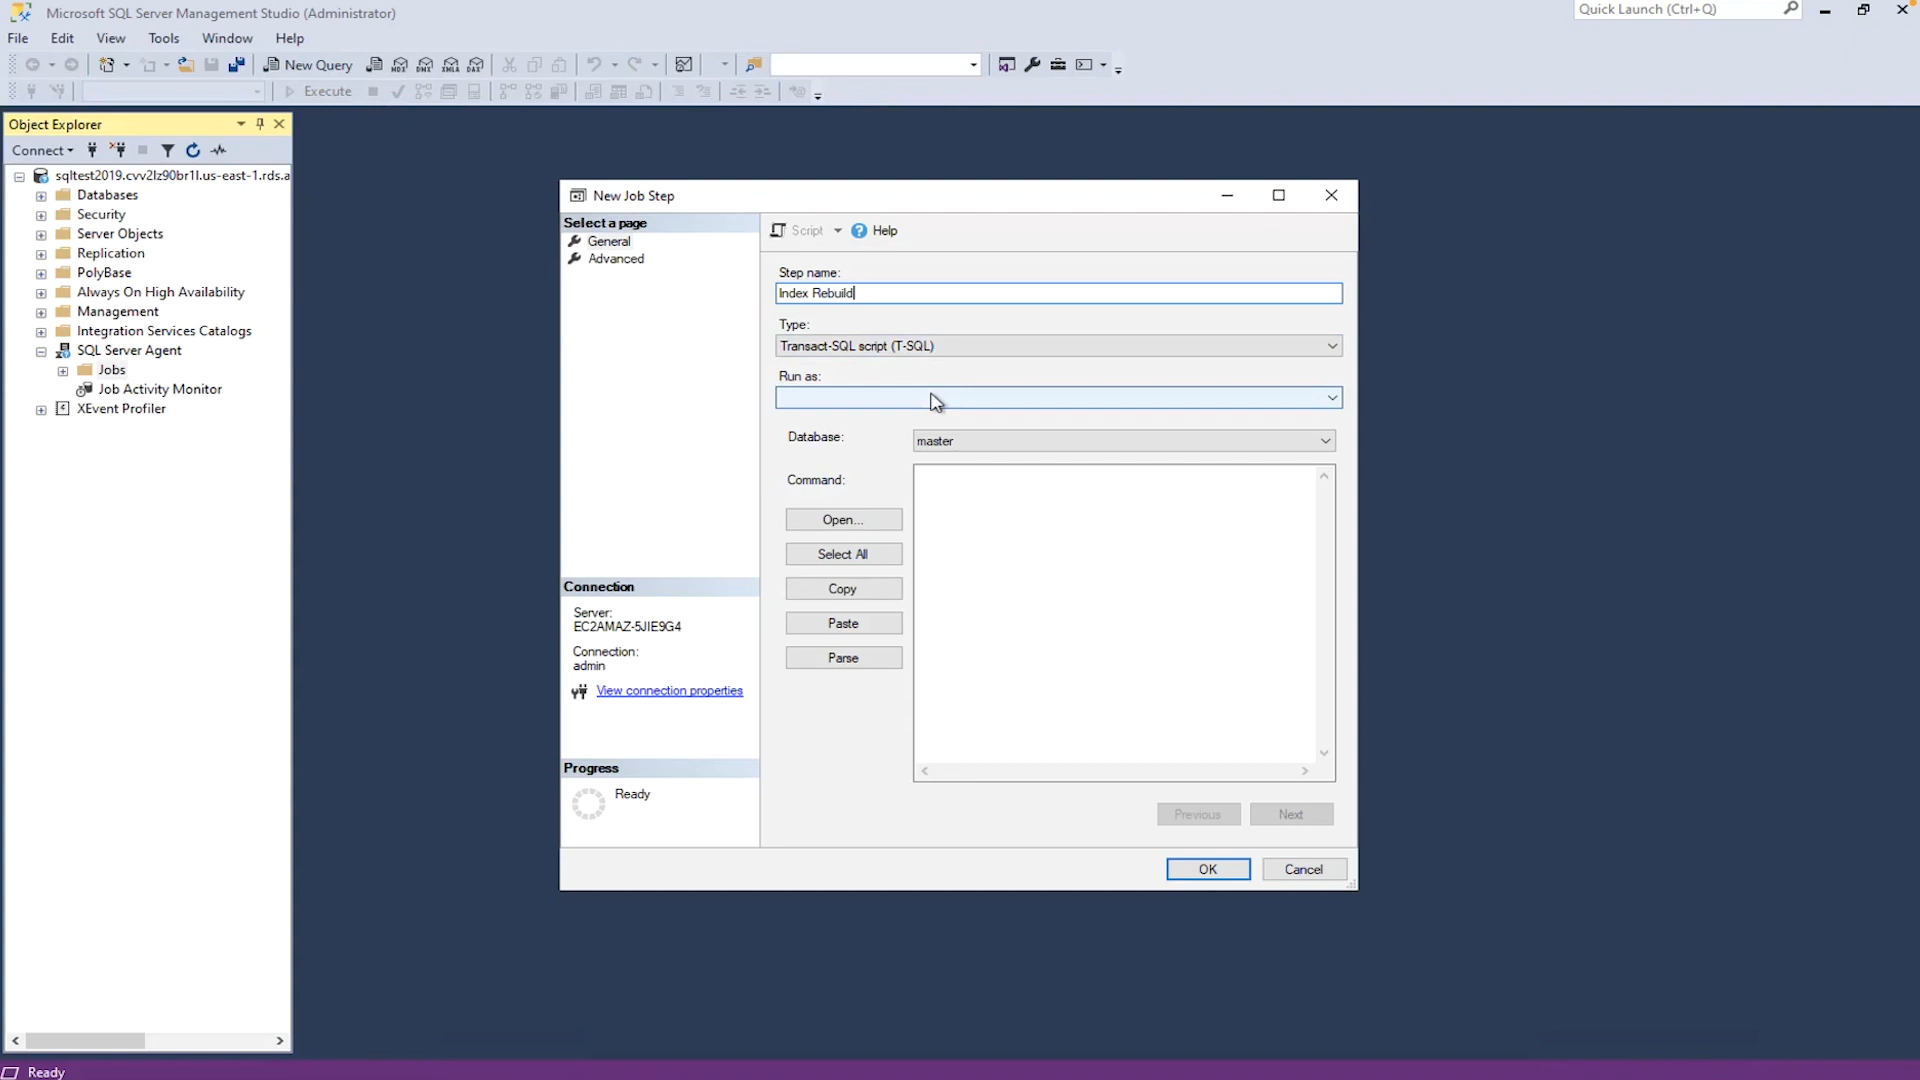 Microsoft SQL Server Management Studio (Administrator)
Quick Launch (Ctrl+Q)
File Edit View Tools Window Help
New Query
MDX DMX XMLA DAX
Execute
Object Explorer
Connect
sqltest2019.cvv2lz90br1l.us-east-1.rds.a
Databases
Security
Server Objects
Replication
PolyBase
Always On High Availability
Management
Integration Services Catalogs
SQL Server Agent
Jobs
Job Activity Monitor
XEvent Profiler
New Job Step
Select a page
General
Advanced
Script
Help
Step name:
Index Rebuild
Type:
Transact-SQL script (T-SQL)
Run as:
Database:
master
Command:
Open...
Select All
Copy
Paste
Parse
Connection
Server:
EC2AMAZ-5JIE9G4
Connection:
admin
View connection properties
Progress
Ready
Previous
Next
OK
Cancel
Ready